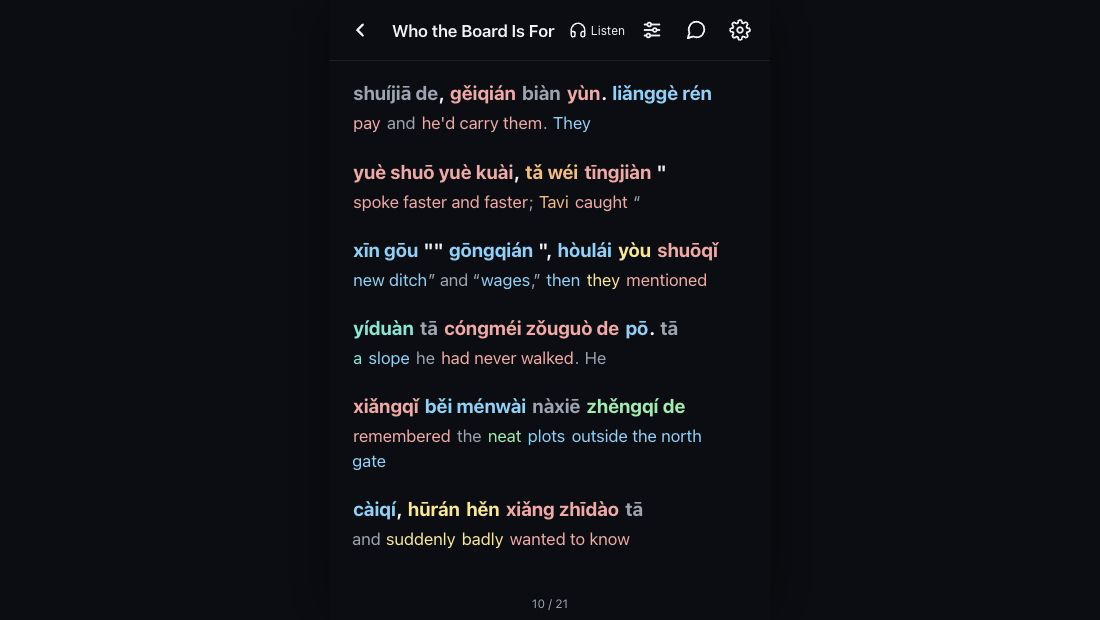 Who the Board Is For Listen
shuíjiā de, gěiqián biàn yùn. liǎnggè rén
pay and he'd carry them. They
yuè shuō yuè kuài, tǎ wéi tīngjiàn "
spoke faster and faster; Tavi caught “
xīn gōu "" gōngqián ", hòulái yòu shuōqǐ
new ditch” and “wages,” then they mentioned
yíduàn tā cóngméi zǒuguò de pō. tā
a slope he had never walked. He
xiǎngqǐ běi ménwài nàxiē zhěngqí de
remembered the neat plots outside the north
gate
càiqí, hūrán hěn xiǎng zhīdào tā
and suddenly badly wanted to know
10 / 21